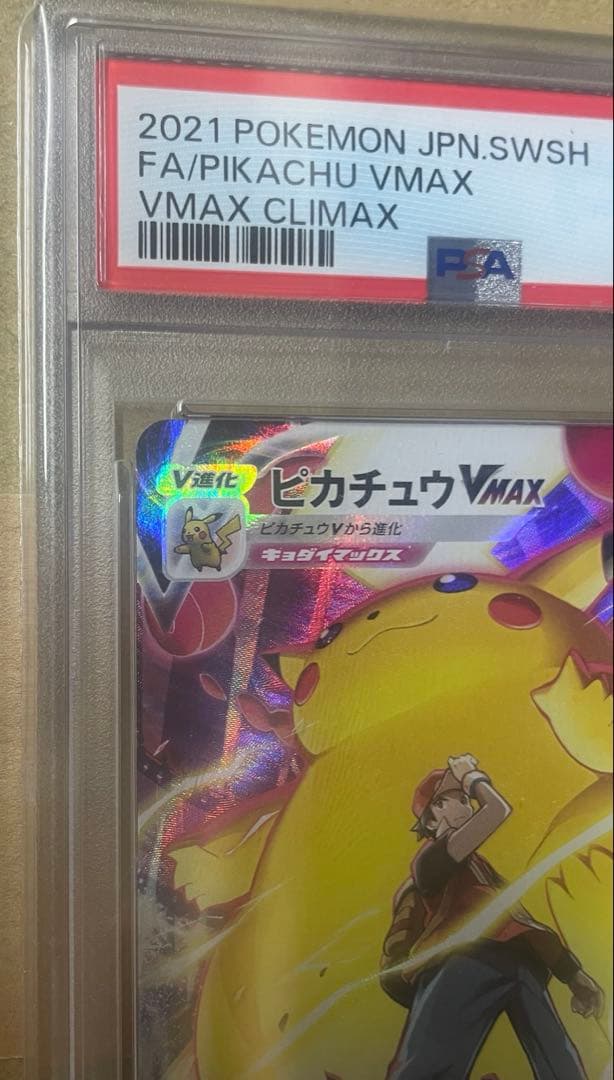 2021 POKEMON JPN.SWSH
FA/PIKACHU VMAX
VMAX CLIMAX
PSA
V進化
ピカチュウVMAX
ピカチュウVから進化
キョダイマックス